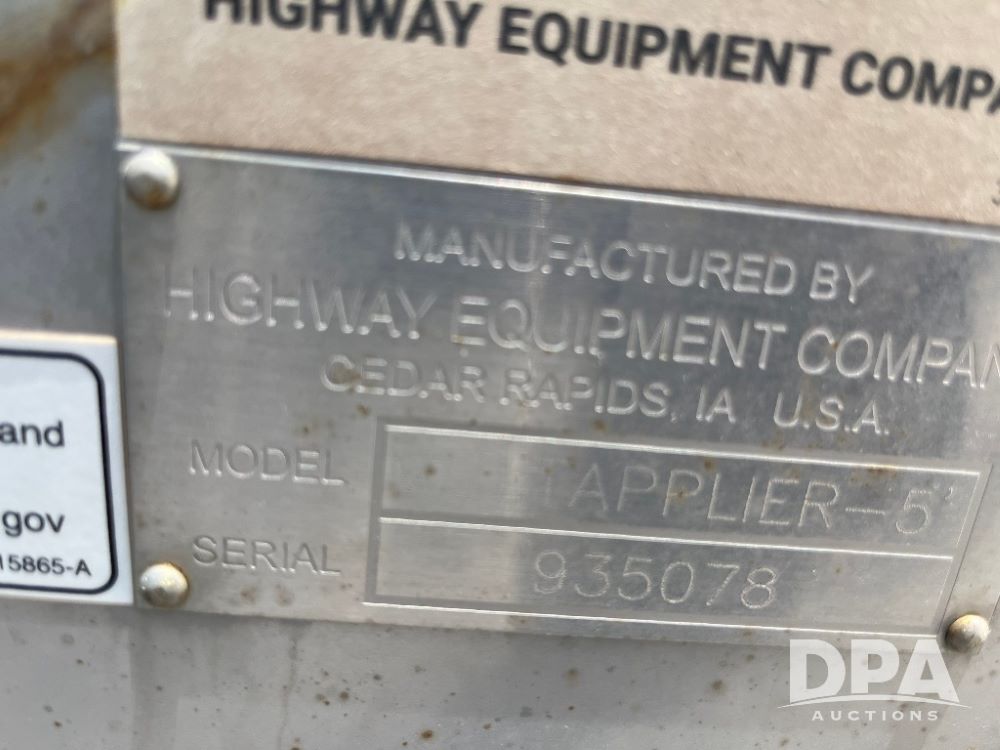 HIGHWAY EQUIPMENT COMPA
MANUFACTURED BY
HIGHWAY EQUIPMENT COMPAN
CEDAR RAPIDS, IA U.S.A.
MODEL APPLIER-5'
SERIAL 935078
and
gov
15865-A
DPA
AUCTIONS